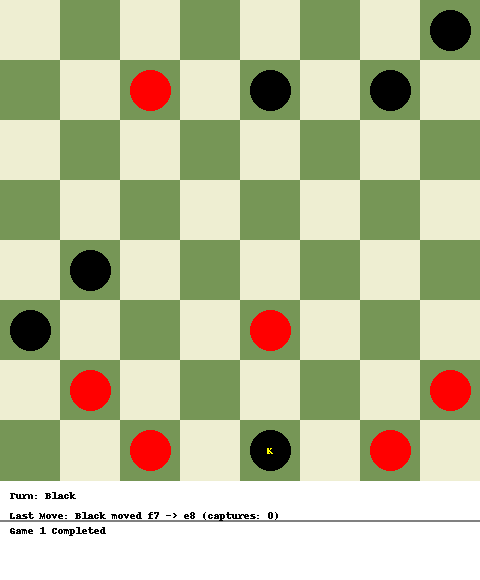 K
Turn: Black
Last Move: Black moved f7 -> e8 (captures: 0)
Game 1 Completed